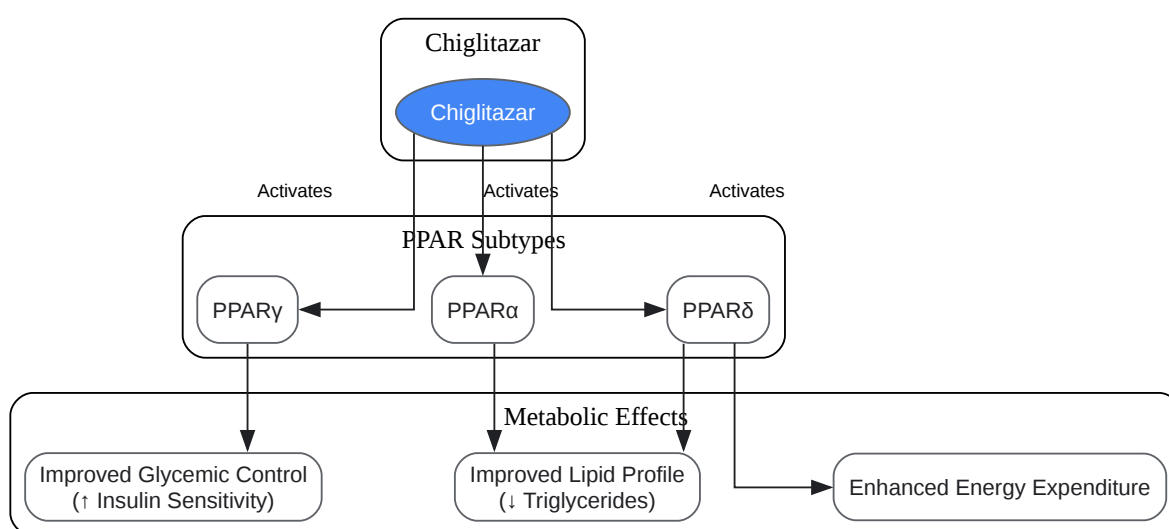 Chiglitazar
Chiglitazar
Activates
Activates
Activates
PPAR Subtypes
PPARγ
PPARα
PPARδ
Metabolic Effects
Improved Glycemic Control
(↑ Insulin Sensitivity)
Improved Lipid Profile
(↓ Triglycerides)
Enhanced Energy Expenditure